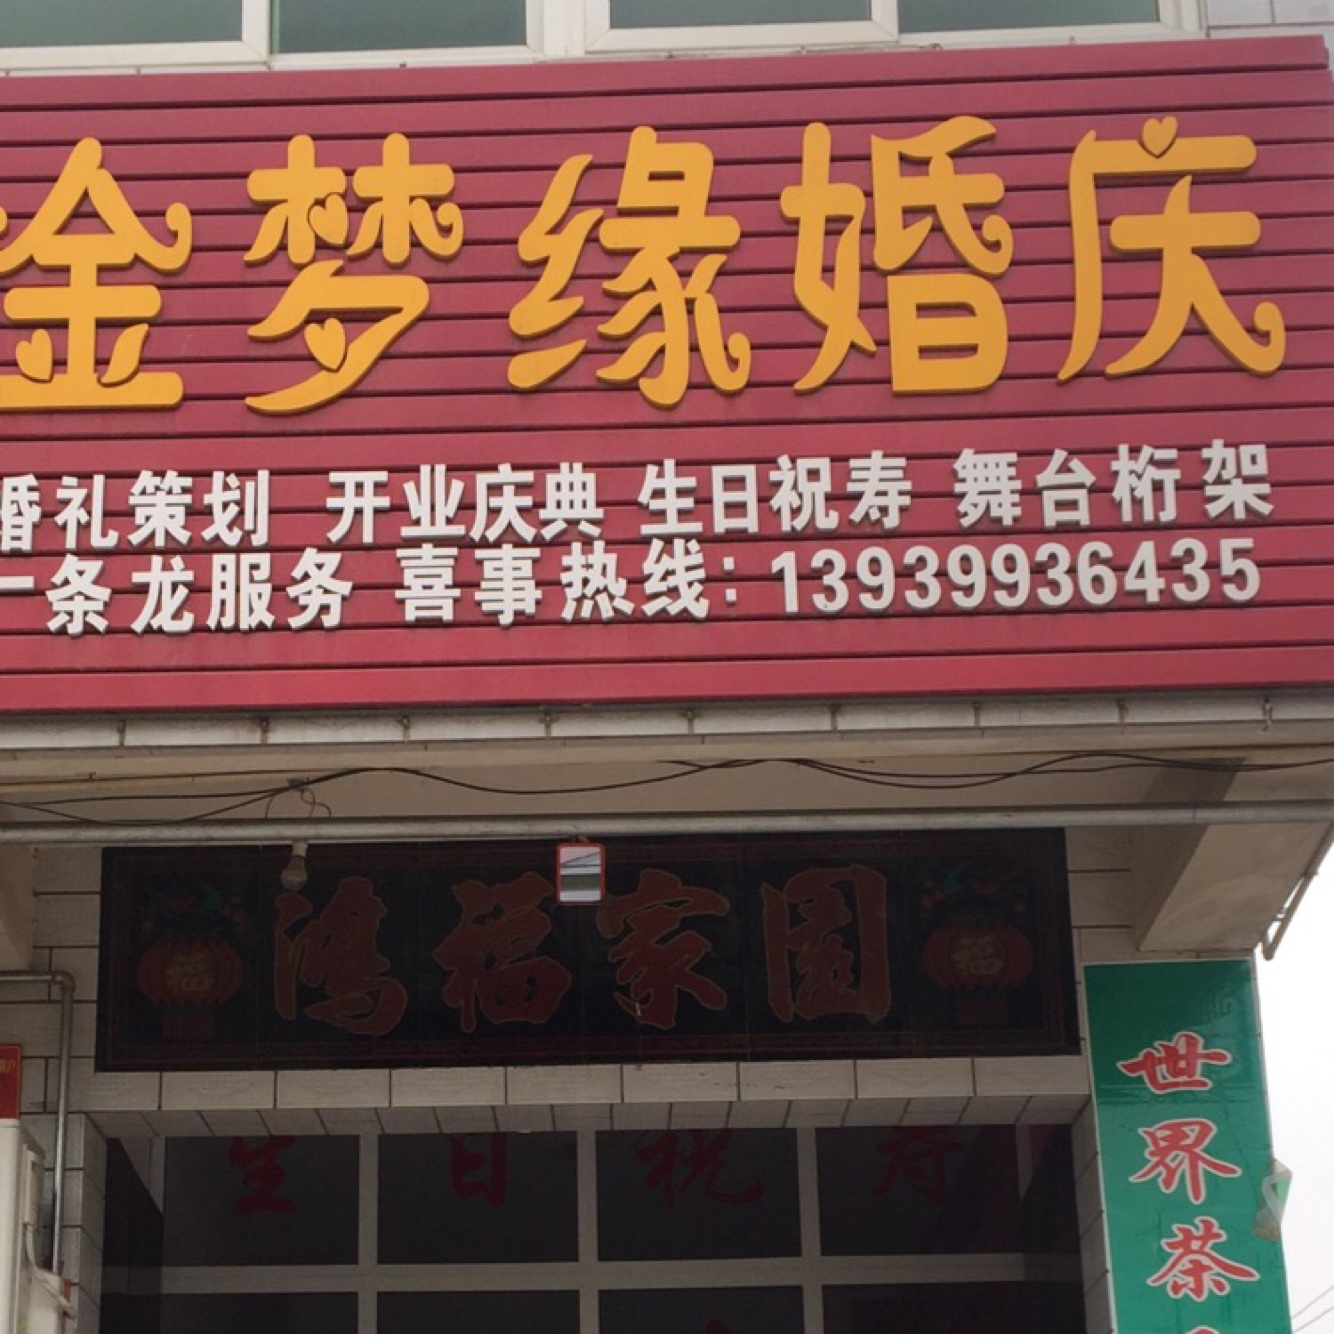 金梦缘婚庆
婚礼策划 开业庆典 生日祝寿 舞台桁架
一条龙服务 喜事热线:13939936435
鸿福家园
福
福
生日祝寿
世界茶